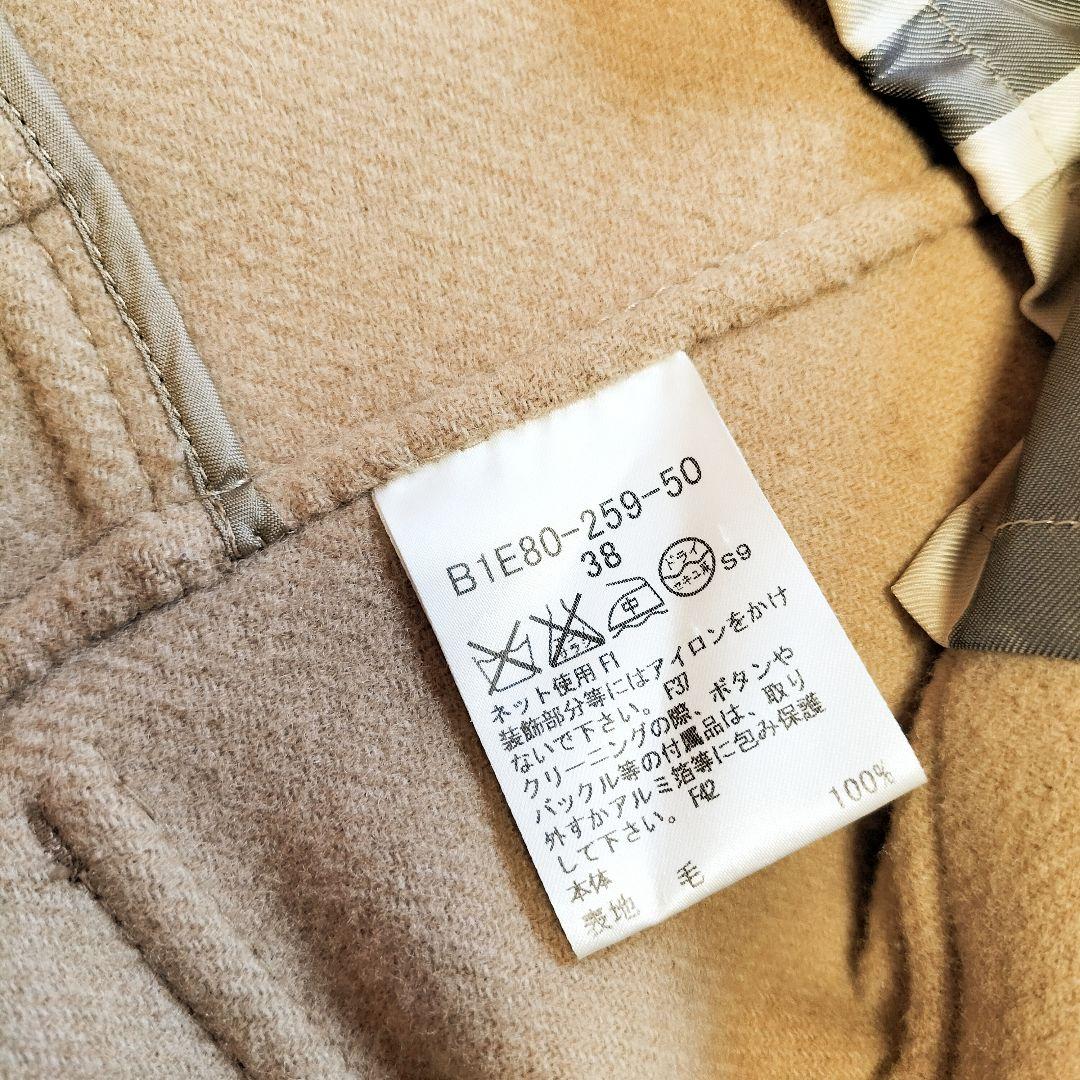 B1E80-259-50
38
エンソ
中
ドライ
セキユ系
S9
ネット使用 F1
装飾部分等にはアイロンをかけ
ないで下さい。 F37
クリーニングの際、ボタンや
バックル等の付属品は、取り
外すかアルミ箔等に包み保護
して下さい。 F42
本体
表地 毛 100%